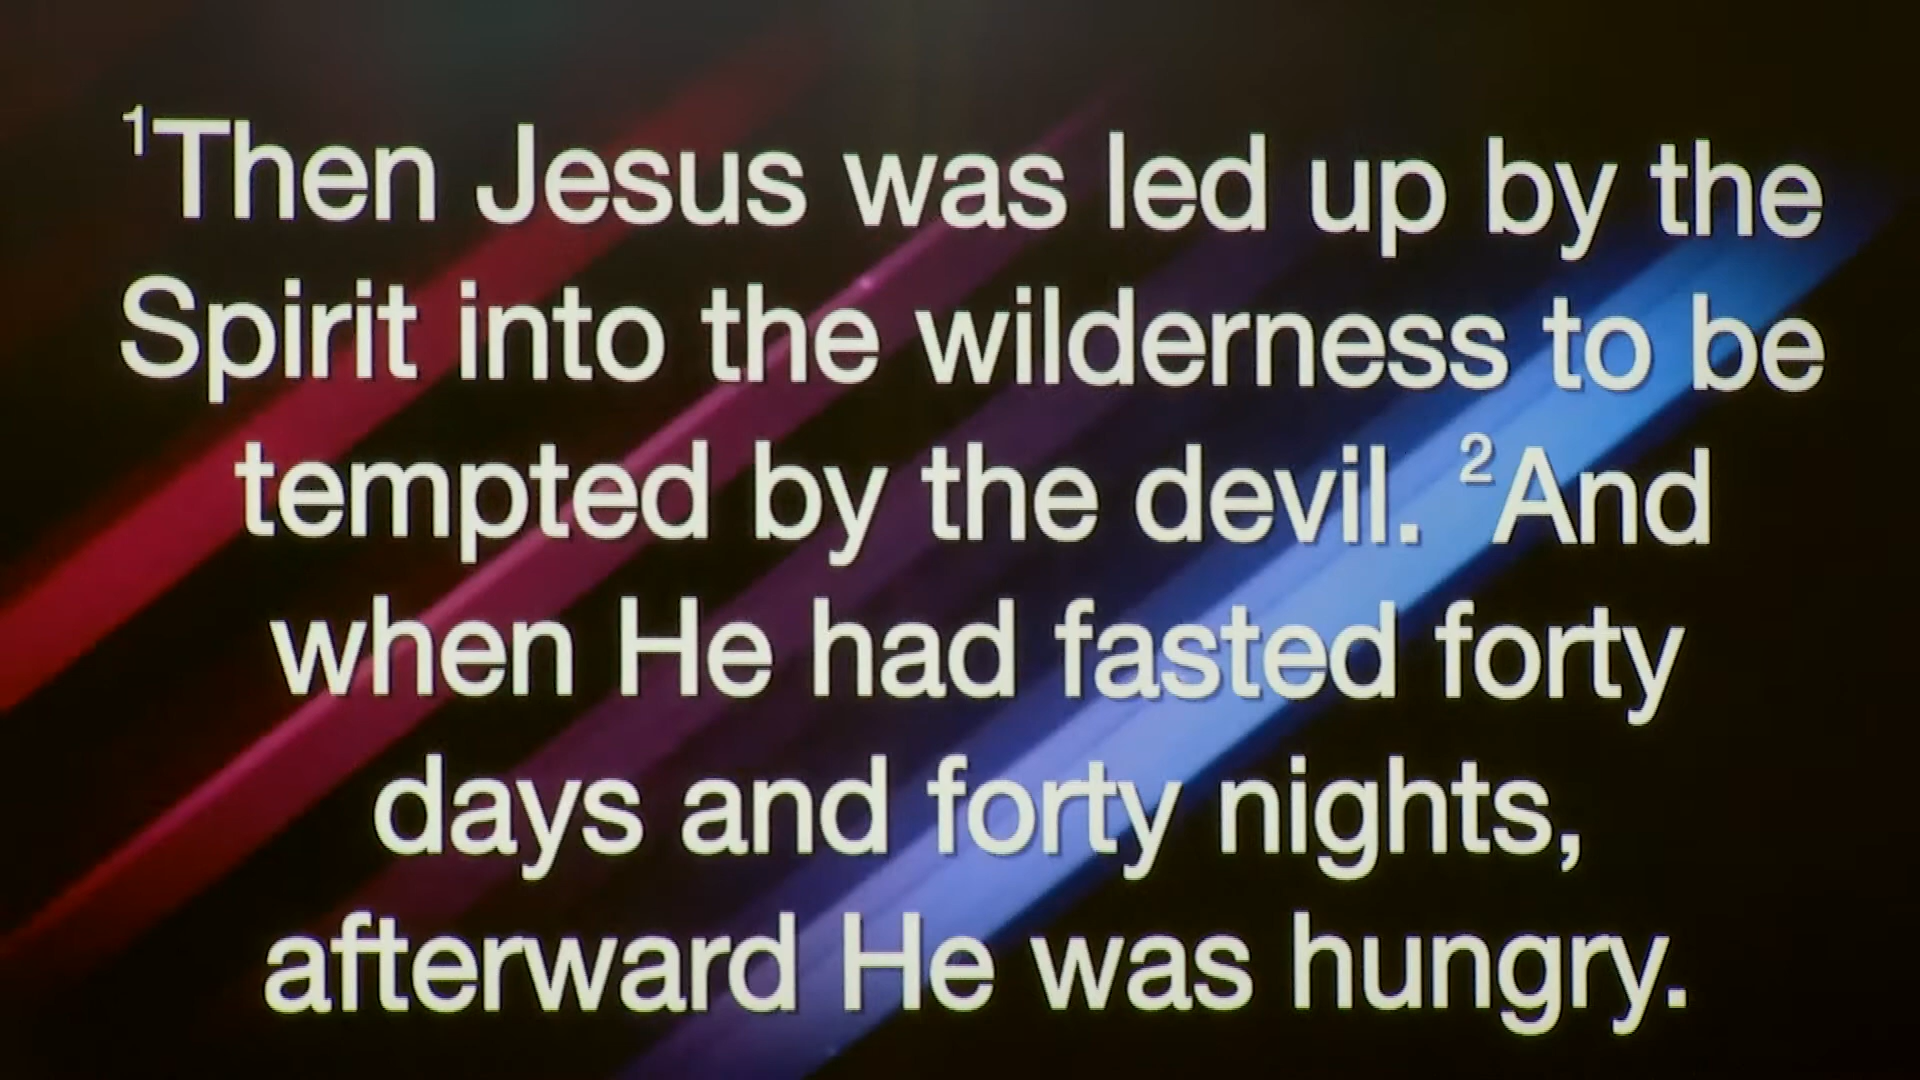 ¹Then Jesus was led up by the
Spirit into the wilderness to be
tempted by the devil. ²And
when He had fasted forty
days and forty nights,
afterward He was hungry.